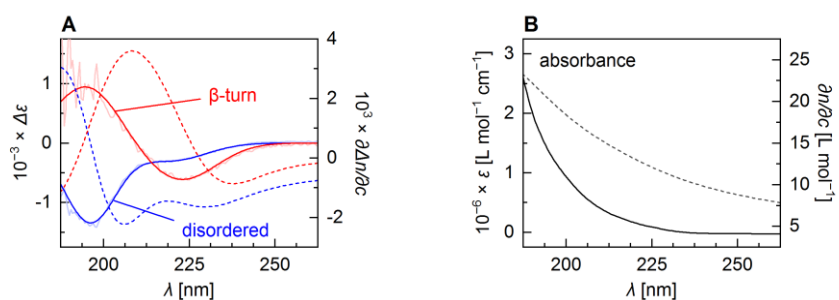 A
10⁻³ × Δε
1
0
-1
β-turn
disordered
4
2
0
-2
10³ × ∂Δn/∂c
200
225
250
λ [nm]
B
10⁻⁶ × ε [L mol⁻¹ cm⁻¹]
3
2
1
0
absorbance
25
20
15
10
5
∂n/∂c
[L mol⁻¹]
200
225
250
λ [nm]